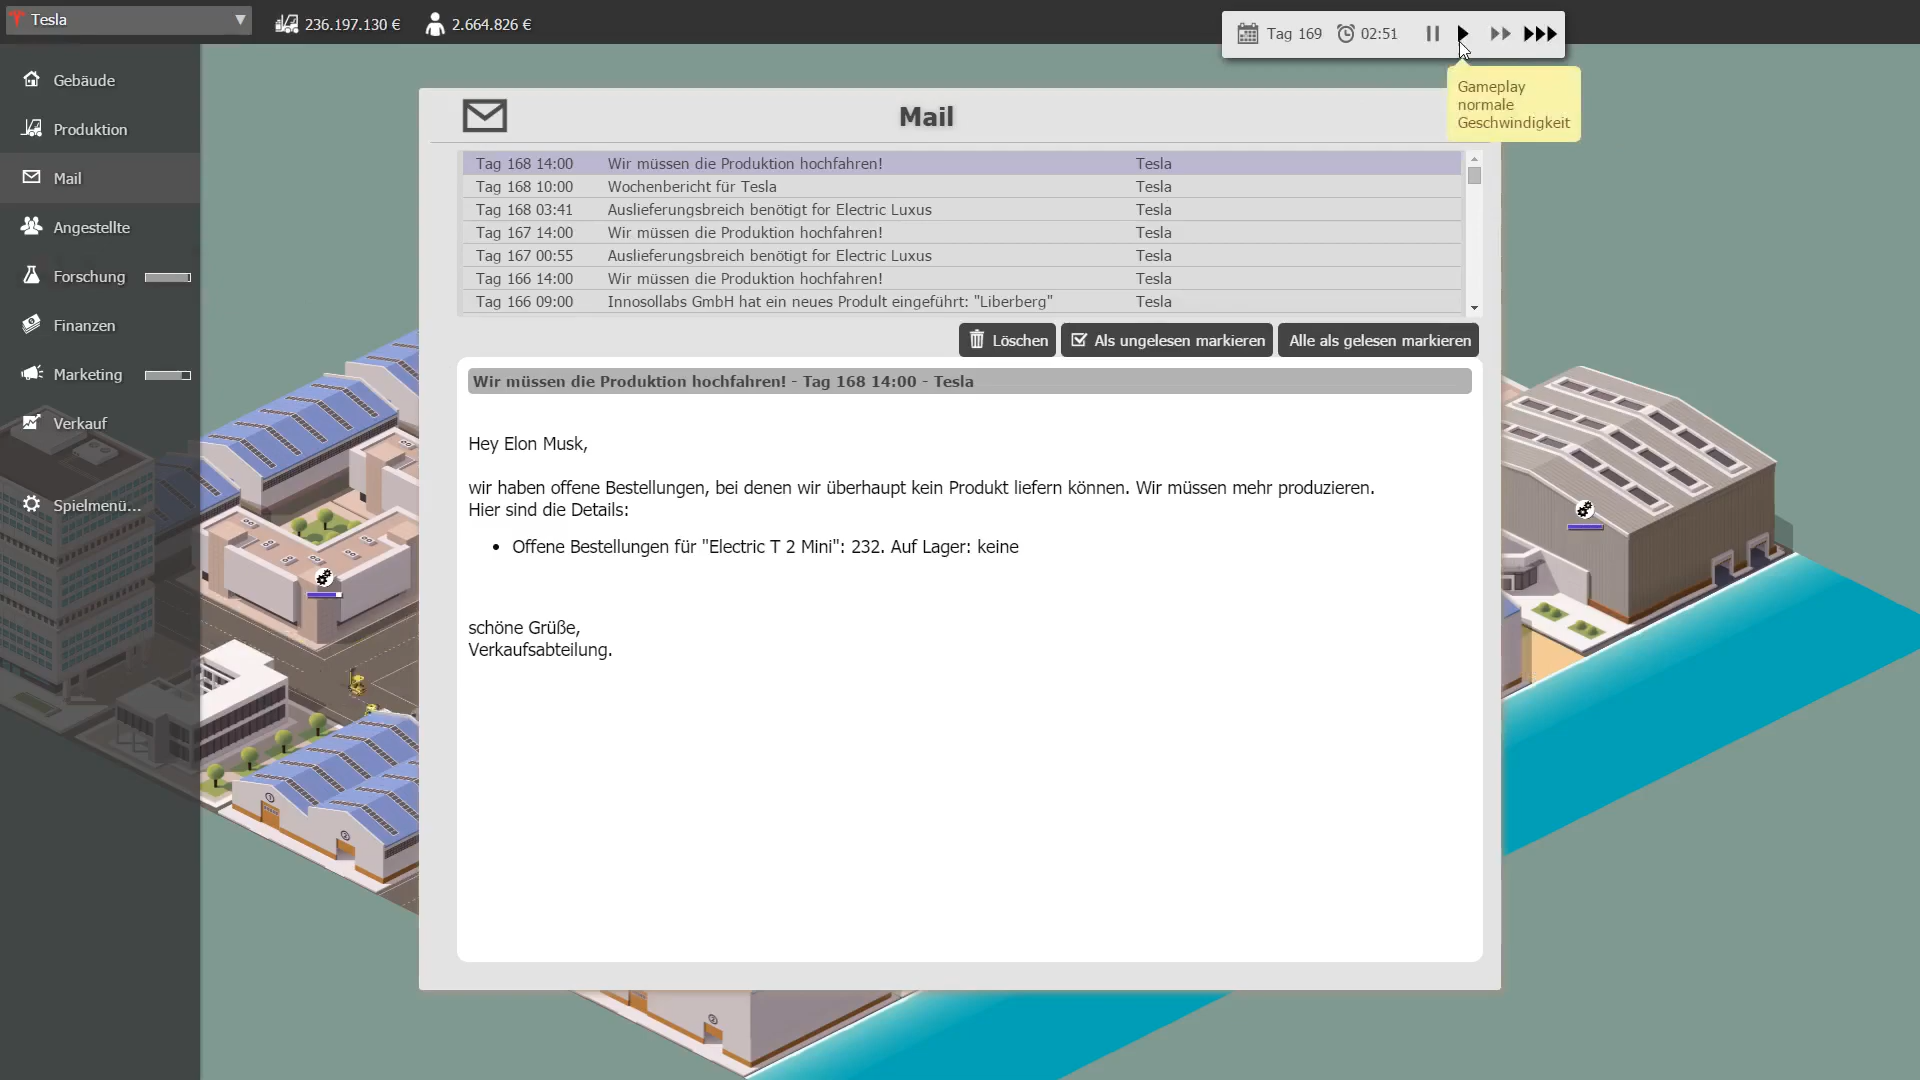 Tesla
236.197.130 €
2.664.826 €
Tag 169
02:51
Gameplay
normale
Geschwindigkeit
Gebäude
Produktion
Mail
Angestellte
Forschung
Finanzen
Marketing
Verkauf
Spielmenü...
Mail
Tag 168 14:00 Wir müssen die Produktion hochfahren! Tesla
Tag 168 10:00 Wochenbericht für Tesla Tesla
Tag 168 03:41 Auslieferungsbreich benötigt for Electric Luxus Tesla
Tag 167 14:00 Wir müssen die Produktion hochfahren! Tesla
Tag 167 00:55 Auslieferungsbreich benötigt for Electric Luxus Tesla
Tag 166 14:00 Wir müssen die Produktion hochfahren! Tesla
Tag 166 09:00 Innosollabs GmbH hat ein neues Prodult eingeführt: "Liberberg" Tesla
Löschen
Als ungelesen markieren
Alle als gelesen markieren
Wir müssen die Produktion hochfahren! - Tag 168 14:00 - Tesla
Hey Elon Musk,
wir haben offene Bestellungen, bei denen wir überhaupt kein Produkt liefern können. Wir müssen mehr produzieren.
Hier sind die Details:
• Offene Bestellungen für "Electric T 2 Mini": 232. Auf Lager: keine
schöne Grüße,
Verkaufsabteilung.